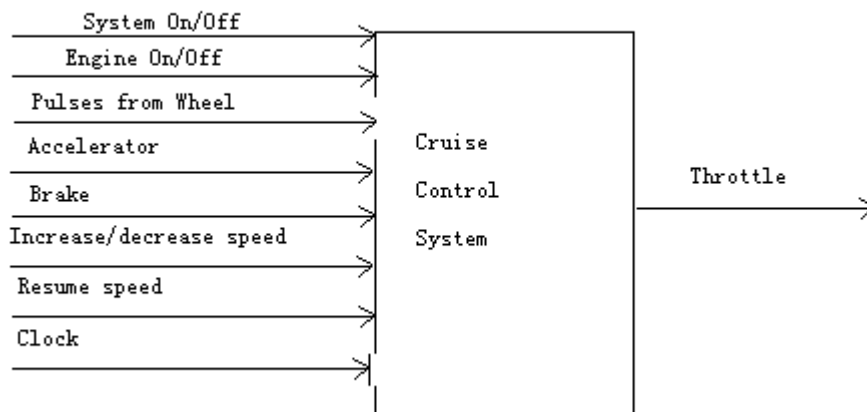 System On/Off
Engine On/Off
Pulses from Wheel
Accelerator
Brake
Increase/decrease speed
Resume speed
Clock
Cruise
Control
System
Throttle